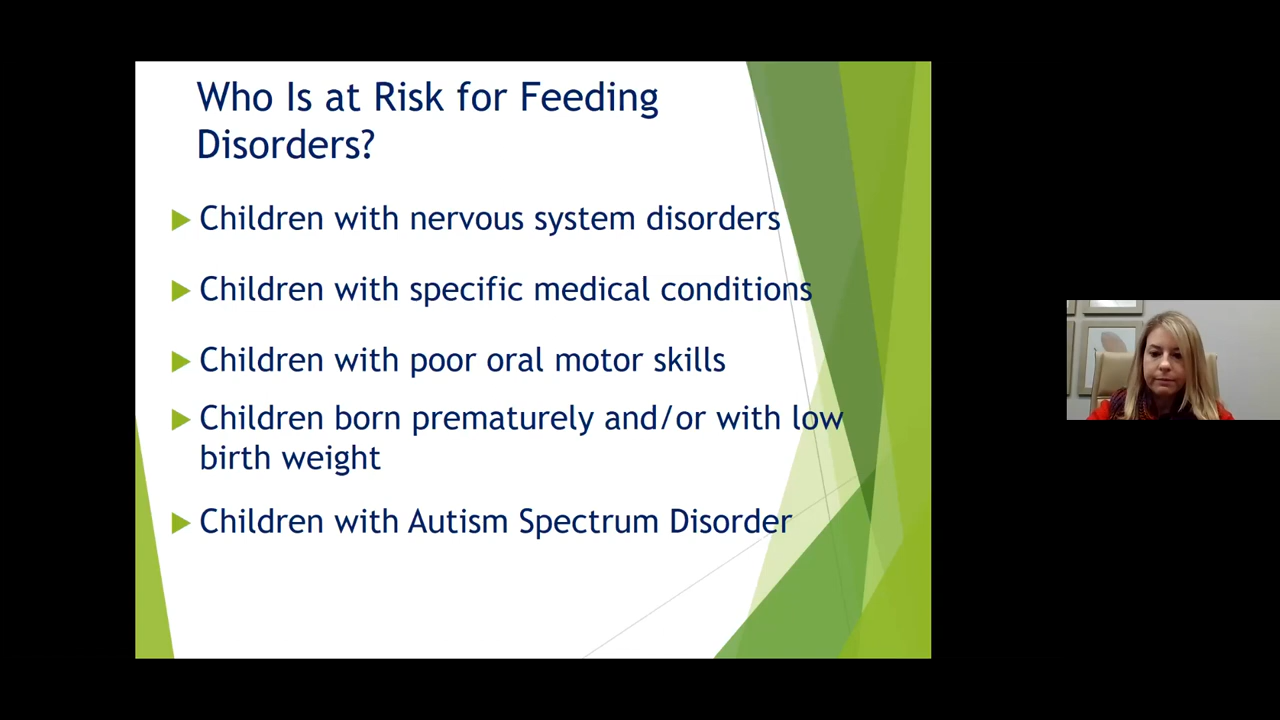 Who Is at Risk for Feeding
Disorders?
Children with nervous system disorders
Children with specific medical conditions
Children with poor oral motor skills
Children born prematurely and/or with low
birth weight
Children with Autism Spectrum Disorder